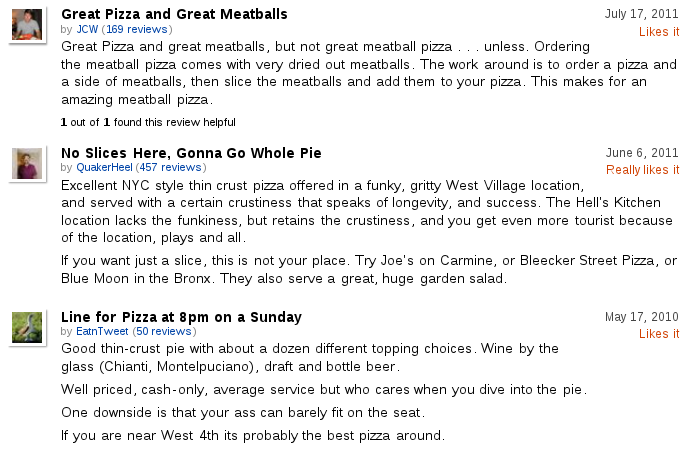 Great Pizza and Great Meatballs
July 17, 2011
by JCW (169 reviews)
Likes it
Great Pizza and great meatballs, but not great meatball pizza . . . unless. Ordering
the meatball pizza comes with very dried out meatballs. The work around is to order a pizza and
a side of meatballs, then slice the meatballs and add them to your pizza. This makes for an
amazing meatball pizza.
1 out of 1 found this review helpful
No Slices Here, Gonna Go Whole Pie
June 6, 2011
by QuakerHeel (457 reviews)
Really likes it
Excellent NYC style thin crust pizza offered in a funky, gritty West Village location,
and served with a certain crustiness that speaks of longevity, and success. The Hell's Kitchen
location lacks the funkiness, but retains the crustiness, and you get even more tourist because
of the location, plays and all.
If you want just a slice, this is not your place. Try Joe's on Carmine, or Bleecker Street Pizza, or
Blue Moon in the Bronx. They also serve a great, huge garden salad.
Line for Pizza at 8pm on a Sunday
May 17, 2010
by EatnTweet (50 reviews)
Likes it
Good thin-crust pie with about a dozen different topping choices. Wine by the
glass (Chianti, Montelpuciano), draft and bottle beer.
Well priced, cash-only, average service but who cares when you dive into the pie.
One downside is that your ass can barely fit on the seat.
If you are near West 4th its probably the best pizza around.